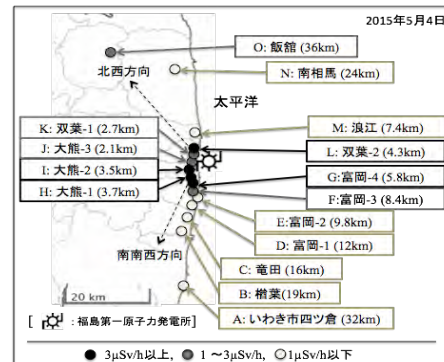 2015年5月4日
O: 飯舘 (36km)
北西方向
N: 南相馬 (24km)
太平洋
K: 双葉-1 (2.7km)
M: 浪江 (7.4km)
J: 大熊-3 (2.1km)
L: 双葉-2 (4.3km)
I: 大熊-2 (3.5km)
G:富岡-4 (5.8km)
H: 大熊-1 (3.7km)
F:富岡-3 (8.4km)
E:富岡-2 (9.8km)
D: 富岡-1 (12km)
南南西方向
C: 竜田 (16km)
B: 楢葉(19km)
20 km
A: いわき市四ツ倉 (32km)
[ : 福島第一原子力発電所]
3μSv/h以上, 1 〜3μSv/h, 1μSv/h以下